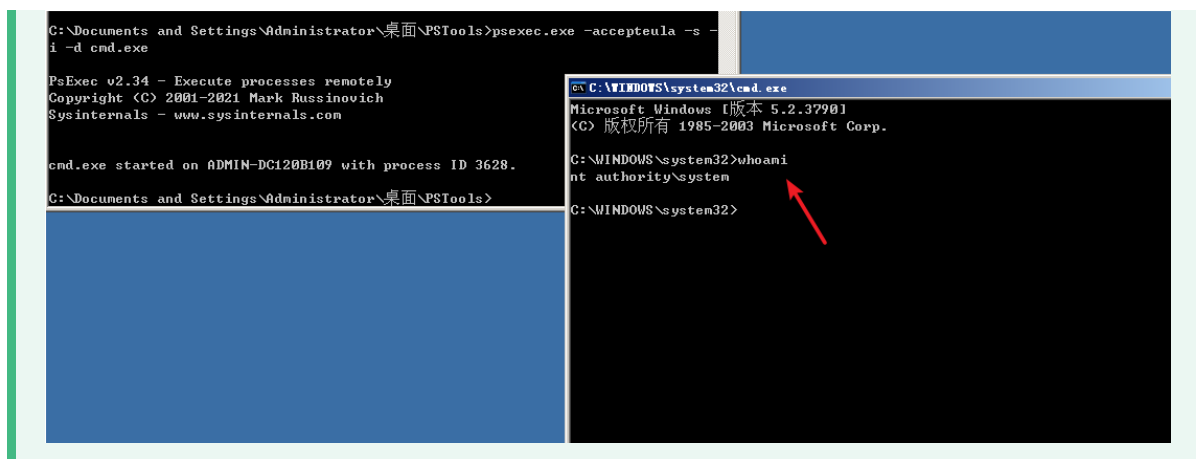 C:\Documents and Settings\Administrator\桌面\PSTools>psexec.exe -accepteula -s -
i -d cmd.exe
PsExec v2.34 - Execute processes remotely
Copyright (C) 2001-2021 Mark Russinovich
Sysinternals - www.sysinternals.com
cmd.exe started on ADMIN-DC120B109 with process ID 3628.
C:\Documents and Settings\Administrator\桌面\PSTools>
C:\WINDOWS\system32\cmd.exe
Microsoft Windows [版本 5.2.3790]
(C) 版权所有 1985-2003 Microsoft Corp.
C:\WINDOWS\system32>whoami
nt authority\system
C:\WINDOWS\system32>